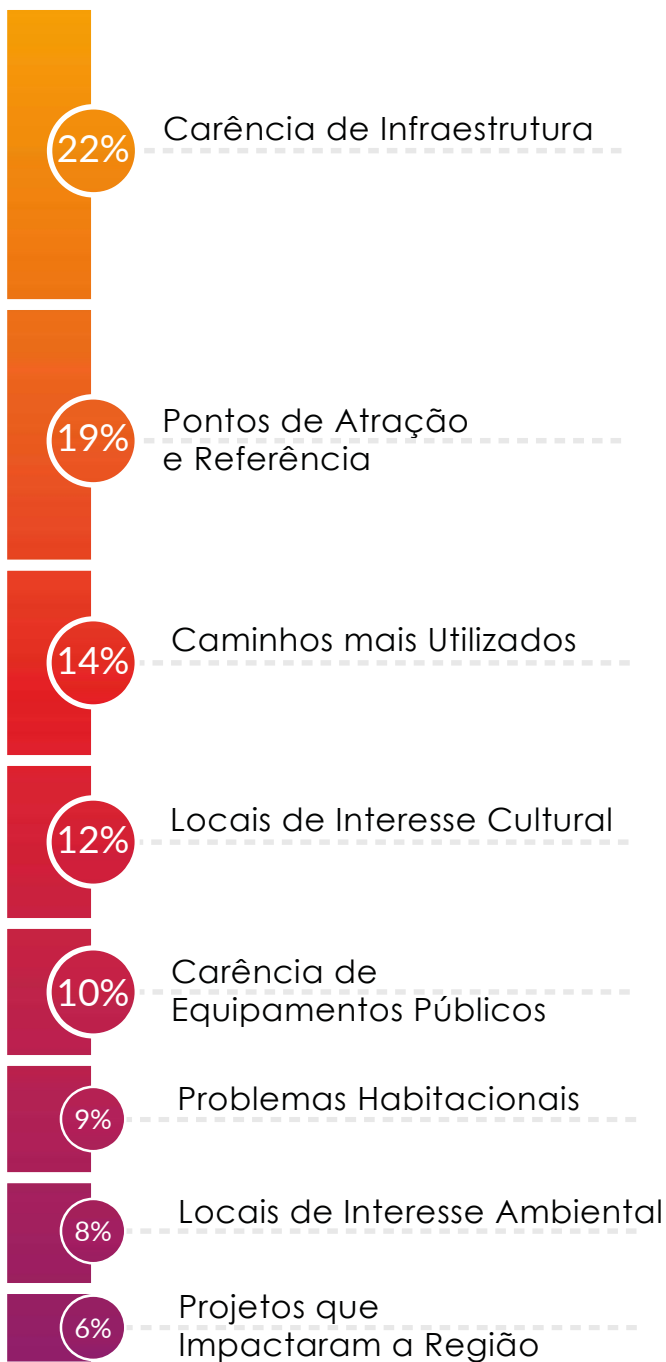 22%
Carência de Infraestrutura
19%
Pontos de Atração
e Referência
14%
Caminhos mais Utilizados
12%
Locais de Interesse Cultural
10%
Carência de
Equipamentos Públicos
9%
Problemas Habitacionais
8%
Locais de Interesse Ambiental
6%
Projetos que
Impactaram a Região